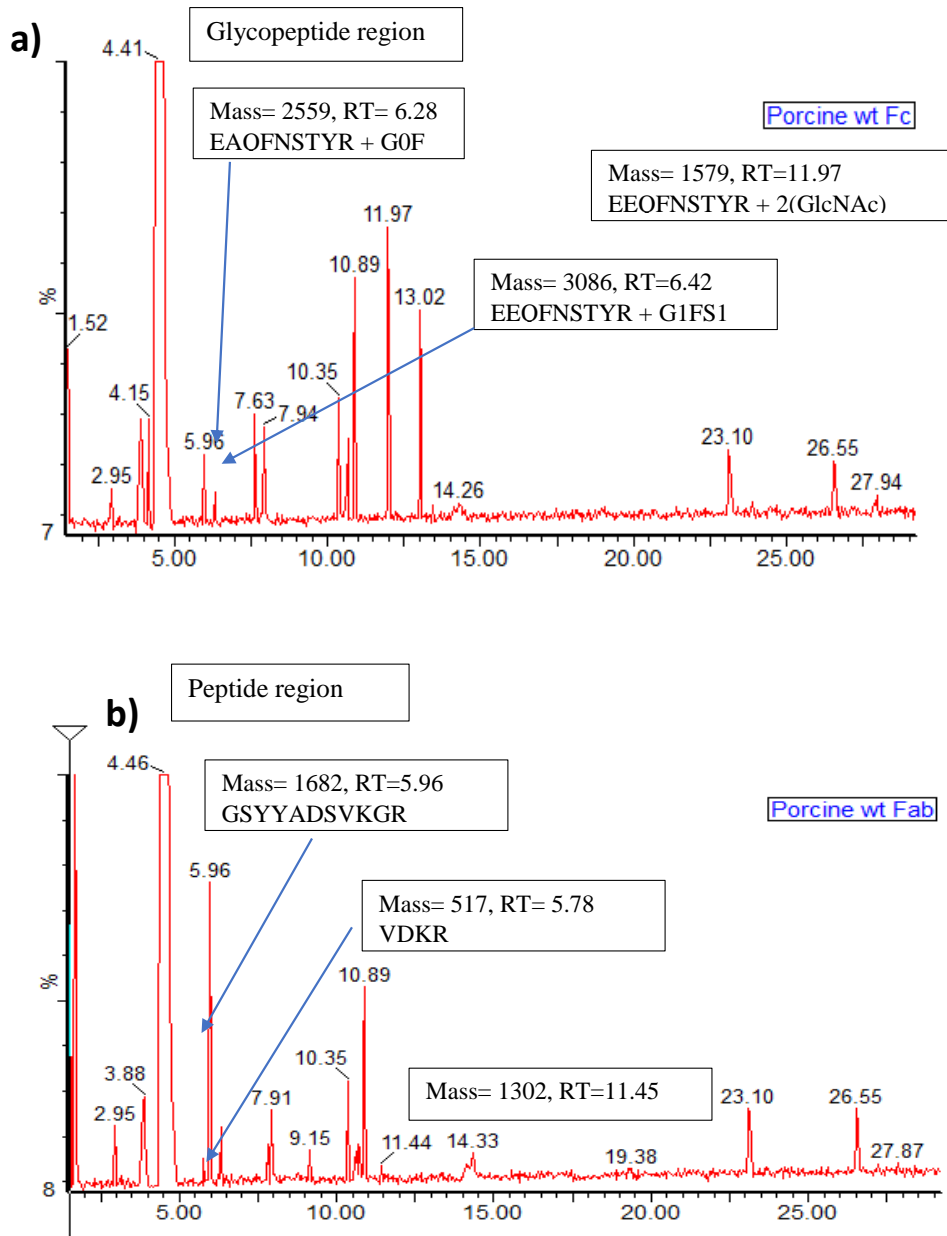 a)
Glycopeptide region
4.41
Mass= 2559, RT= 6.28
EAOFNSTYR + G0F
Porcine wt Fc
Mass= 1579, RT=11.97
EEOFNSTYR + 2(GlcNAc)
11.97
10.89
Mass= 3086, RT=6.42
EEOFNSTYR + G1FS1
13.02
%
1.52
10.35
4.15
7.63
7.94
5.96
2.95
23.10
26.55
14.26
27.94
7
5.00 10.00 15.00 20.00 25.00
Peptide region
b)
4.46
Mass= 1682, RT=5.96
GSYYADSVKGR
Porcine wt Fab
5.96
Mass= 517, RT= 5.78
VDKR
%
10.89
3.88
10.35
Mass= 1302, RT=11.45
2.95
7.91
23.10
26.55
9.15
11.44
14.33
19.38
27.87
8
5.00 10.00 15.00 20.00 25.00